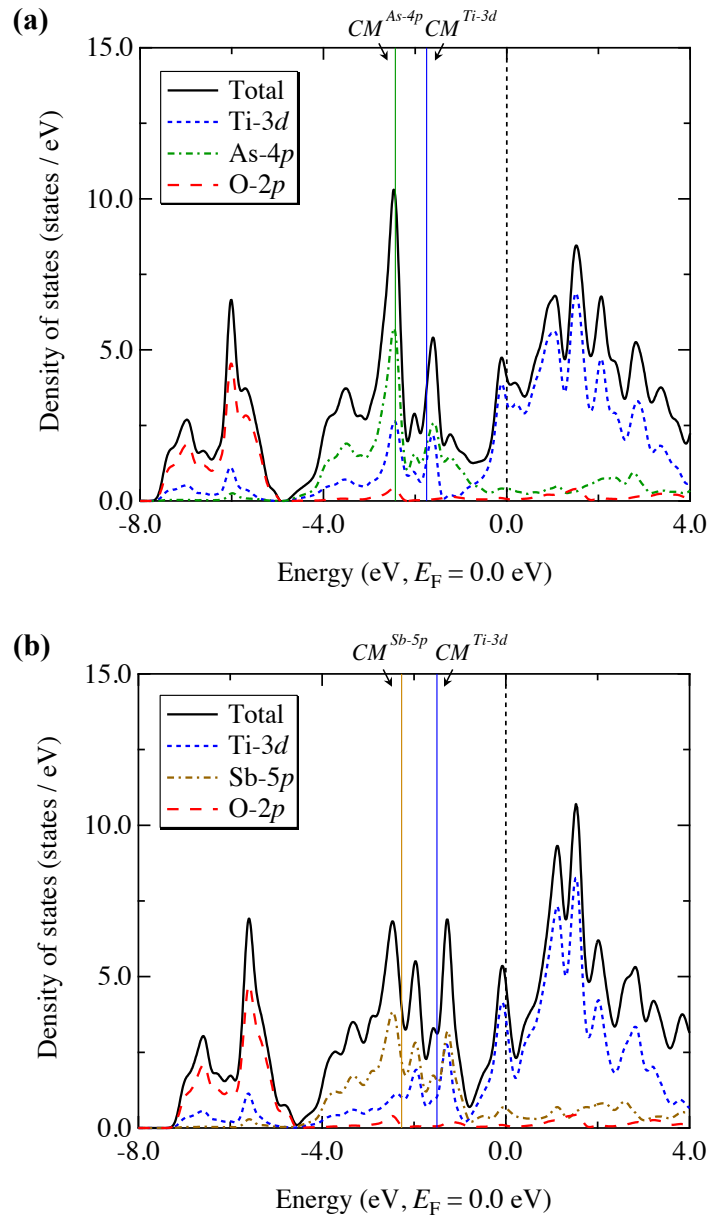 (a)
CM^As-4p CM^Ti-3d
15.0
Total
Ti-3d
As-4p
O-2p
10.0
5.0
0.0
Density of states (states / eV)
-8.0 -4.0 0.0 4.0
Energy (eV, E_F = 0.0 eV)
(b)
CM^Sb-5p CM^Ti-3d
15.0
Total
Ti-3d
Sb-5p
O-2p
10.0
5.0
0.0
Density of states (states / eV)
-8.0 -4.0 0.0 4.0
Energy (eV, E_F = 0.0 eV)